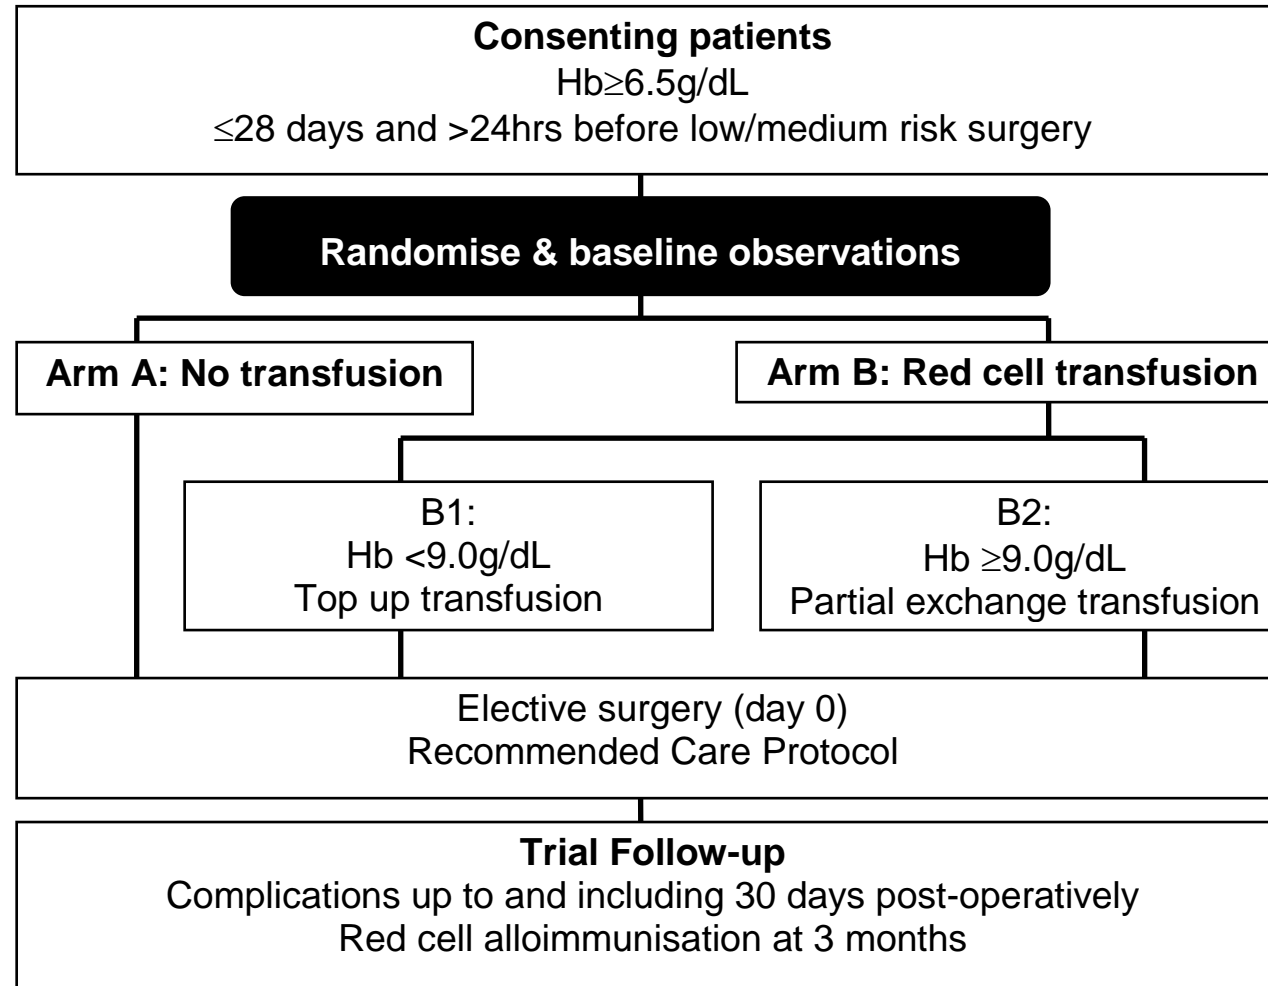 Consenting patients
Hb≥6.5g/dL
≤28 days and >24hrs before low/medium risk surgery
Randomise & baseline observations
Arm A: No transfusion
Arm B: Red cell transfusion
B1:
Hb <9.0g/dL
Top up transfusion
B2:
Hb ≥9.0g/dL
Partial exchange transfusion
Elective surgery (day 0)
Recommended Care Protocol
Trial Follow-up
Complications up to and including 30 days post-operatively
Red cell alloimmunisation at 3 months